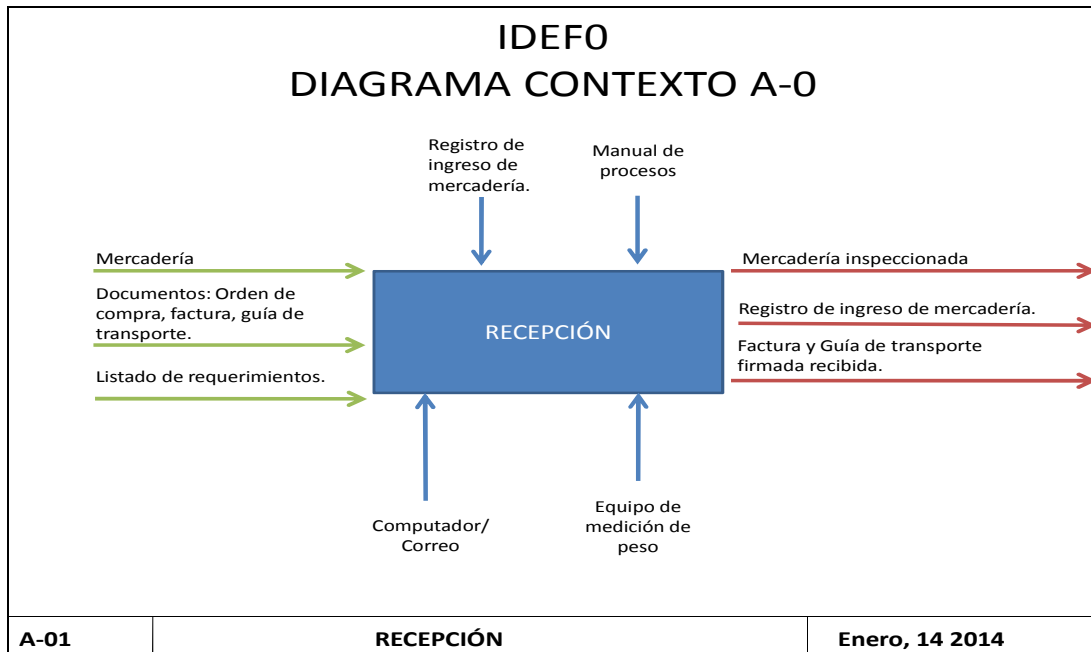 IDEF0
DIAGRAMA CONTEXTO A-0
Registro de
ingreso de
mercadería.
Manual de
procesos
Mercadería
Documentos: Orden de
compra, factura, guía de
transporte.
Listado de requerimientos.
RECEPCIÓN
Mercadería inspeccionada
Registro de ingreso de mercadería.
Factura y Guía de transporte
firmada recibida.
Computador/
Correo
Equipo de
medición de
peso
A-01
RECEPCIÓN
Enero, 14 2014